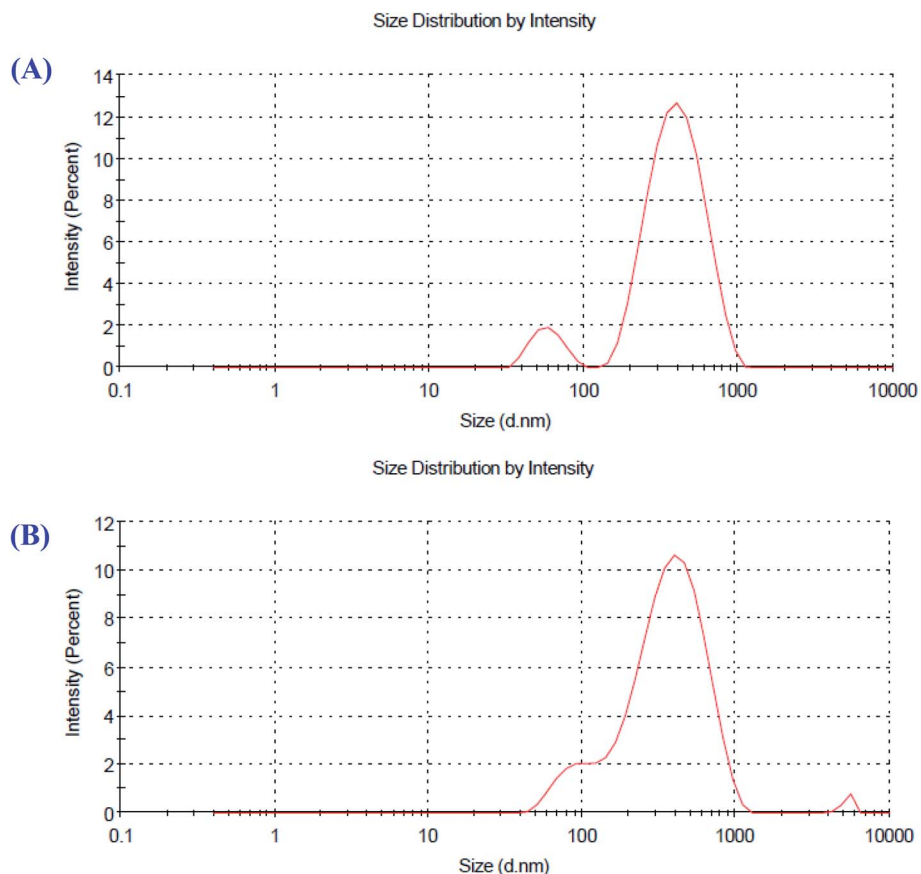 Size Distribution by Intensity
(A)
14
12
10
8
6
4
2
0
Intensity (Percent)
0.1 1 10 100 1000 10000
Size (d.nm)
Size Distribution by Intensity
(B)
12
10
8
6
4
2
0
Intensity (Percent)
0.1 1 10 100 1000 10000
Size (d.nm)